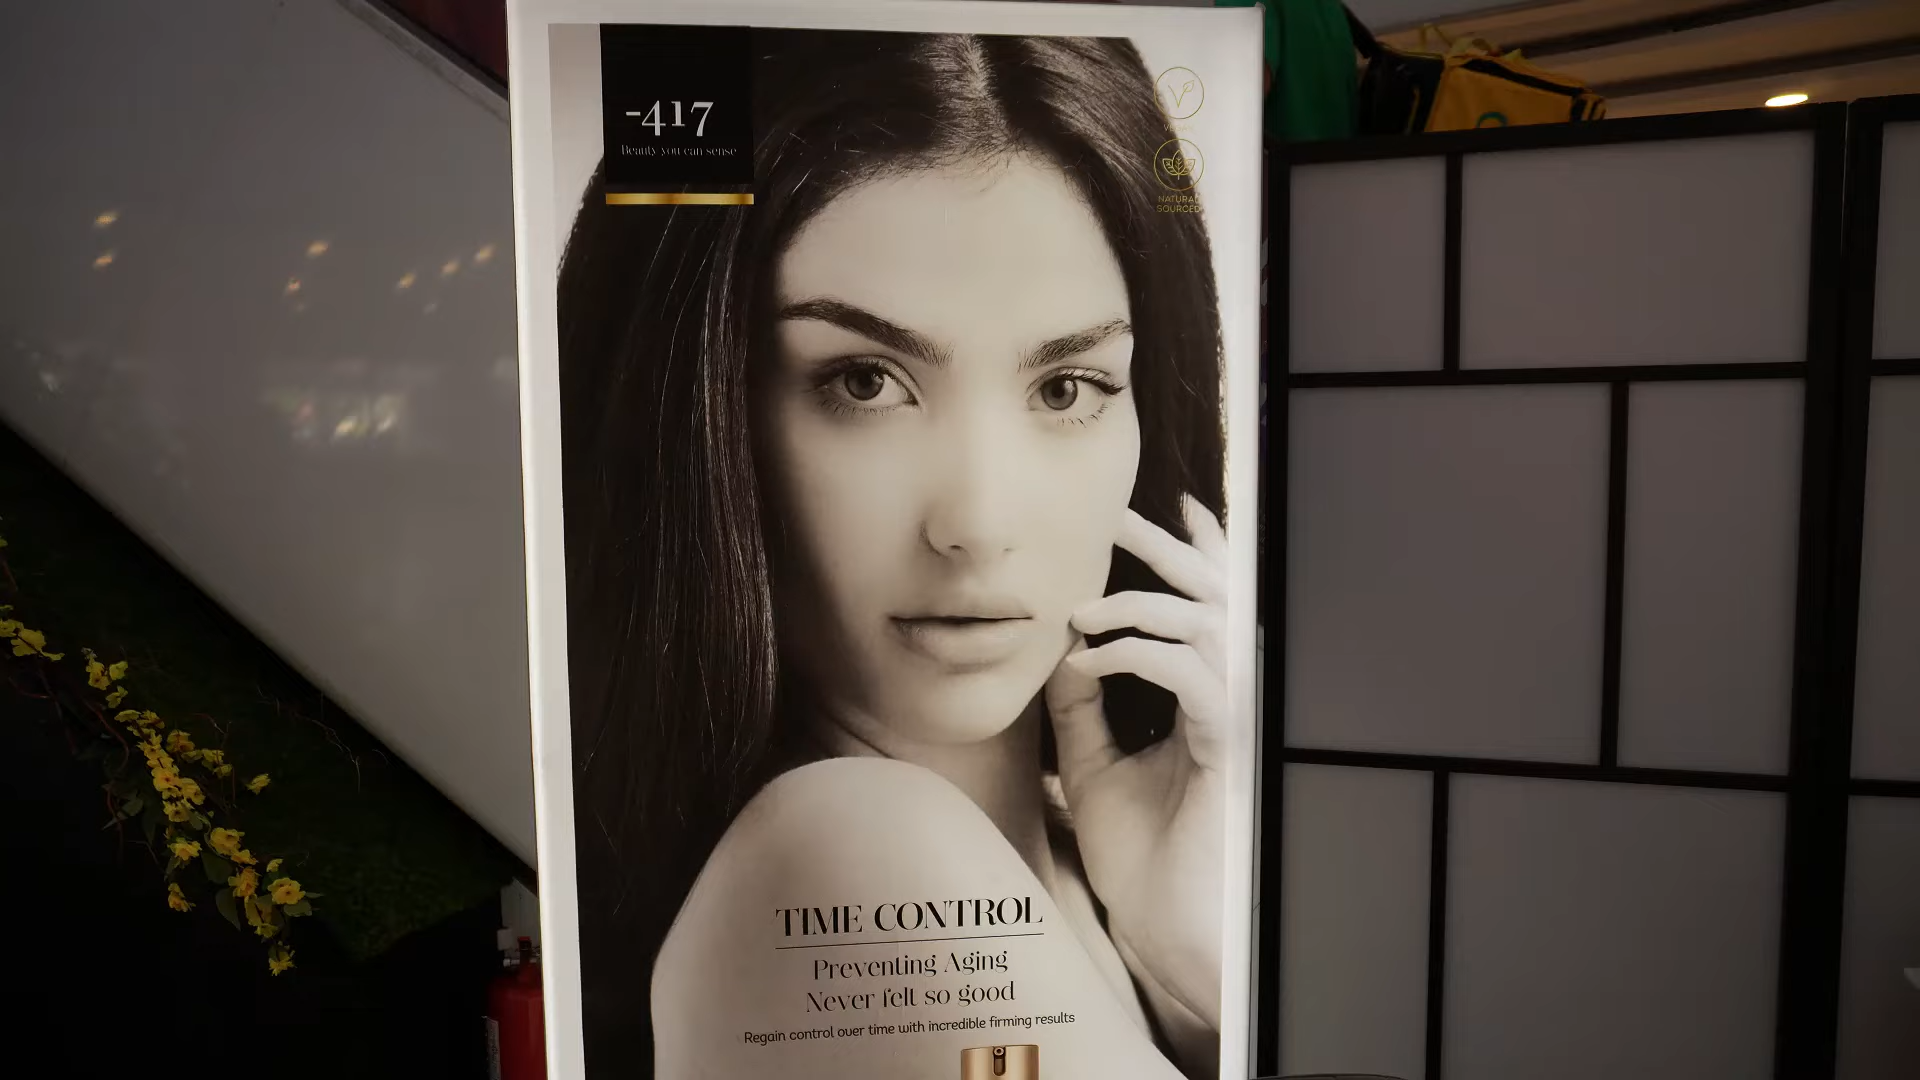 -417
Beauty you can sense
NATURAL
SOURCED
TIME CONTROL
Preventing Aging
Never felt so good
Regain control over time with incredible firming results